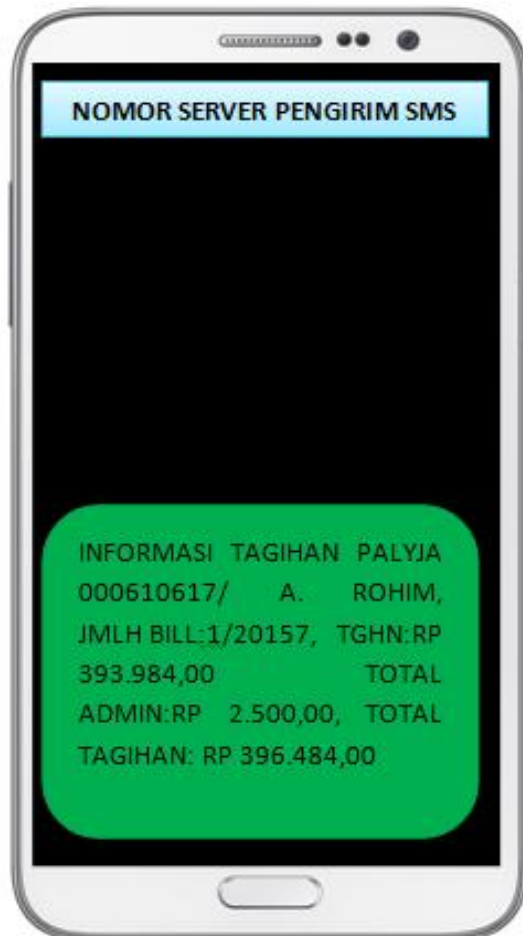 NOMOR SERVER PENGIRIM SMS
INFORMASI TAGIHAN PALYJA
000610617/ A. ROHIM,
JMLH BILL:1/20157, TGHN:RP
393.984,00 TOTAL
ADMIN:RP 2.500,00, TOTAL
TAGIHAN: RP 396.484,00